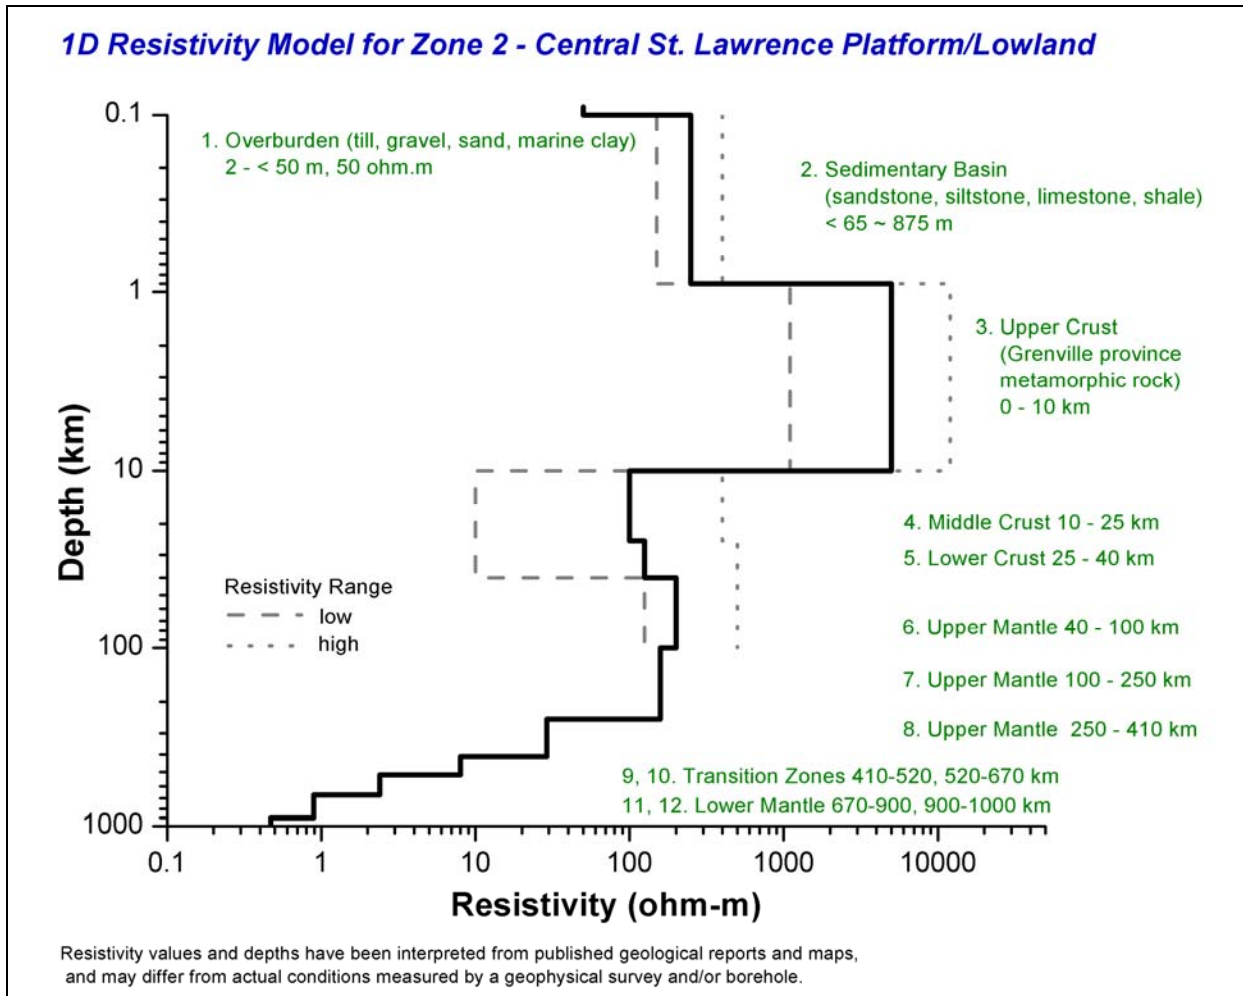 1D Resistivity Model for Zone 2 - Central St. Lawrence Platform/Lowland
0.1
1. Overburden (till, gravel, sand, marine clay)
2 - < 50 m, 50 ohm.m
2. Sedimentary Basin
(sandstone, siltstone, limestone, shale)
< 65 ~ 875 m
1
3. Upper Crust
(Grenville province
metamorphic rock)
0 - 10 km
Depth (km)
10
4. Middle Crust 10 - 25 km
5. Lower Crust 25 - 40 km
Resistivity Range
low
high
6. Upper Mantle 40 - 100 km
100
7. Upper Mantle 100 - 250 km
8. Upper Mantle  250 - 410 km
9, 10. Transition Zones 410-520, 520-670 km
11, 12. Lower Mantle 670-900, 900-1000 km
1000
0.1 1 10 100 1000 10000
Resistivity (ohm-m)
Resistivity values and depths have been interpreted from published geological reports and maps,
and may differ from actual conditions measured by a geophysical survey and/or borehole.